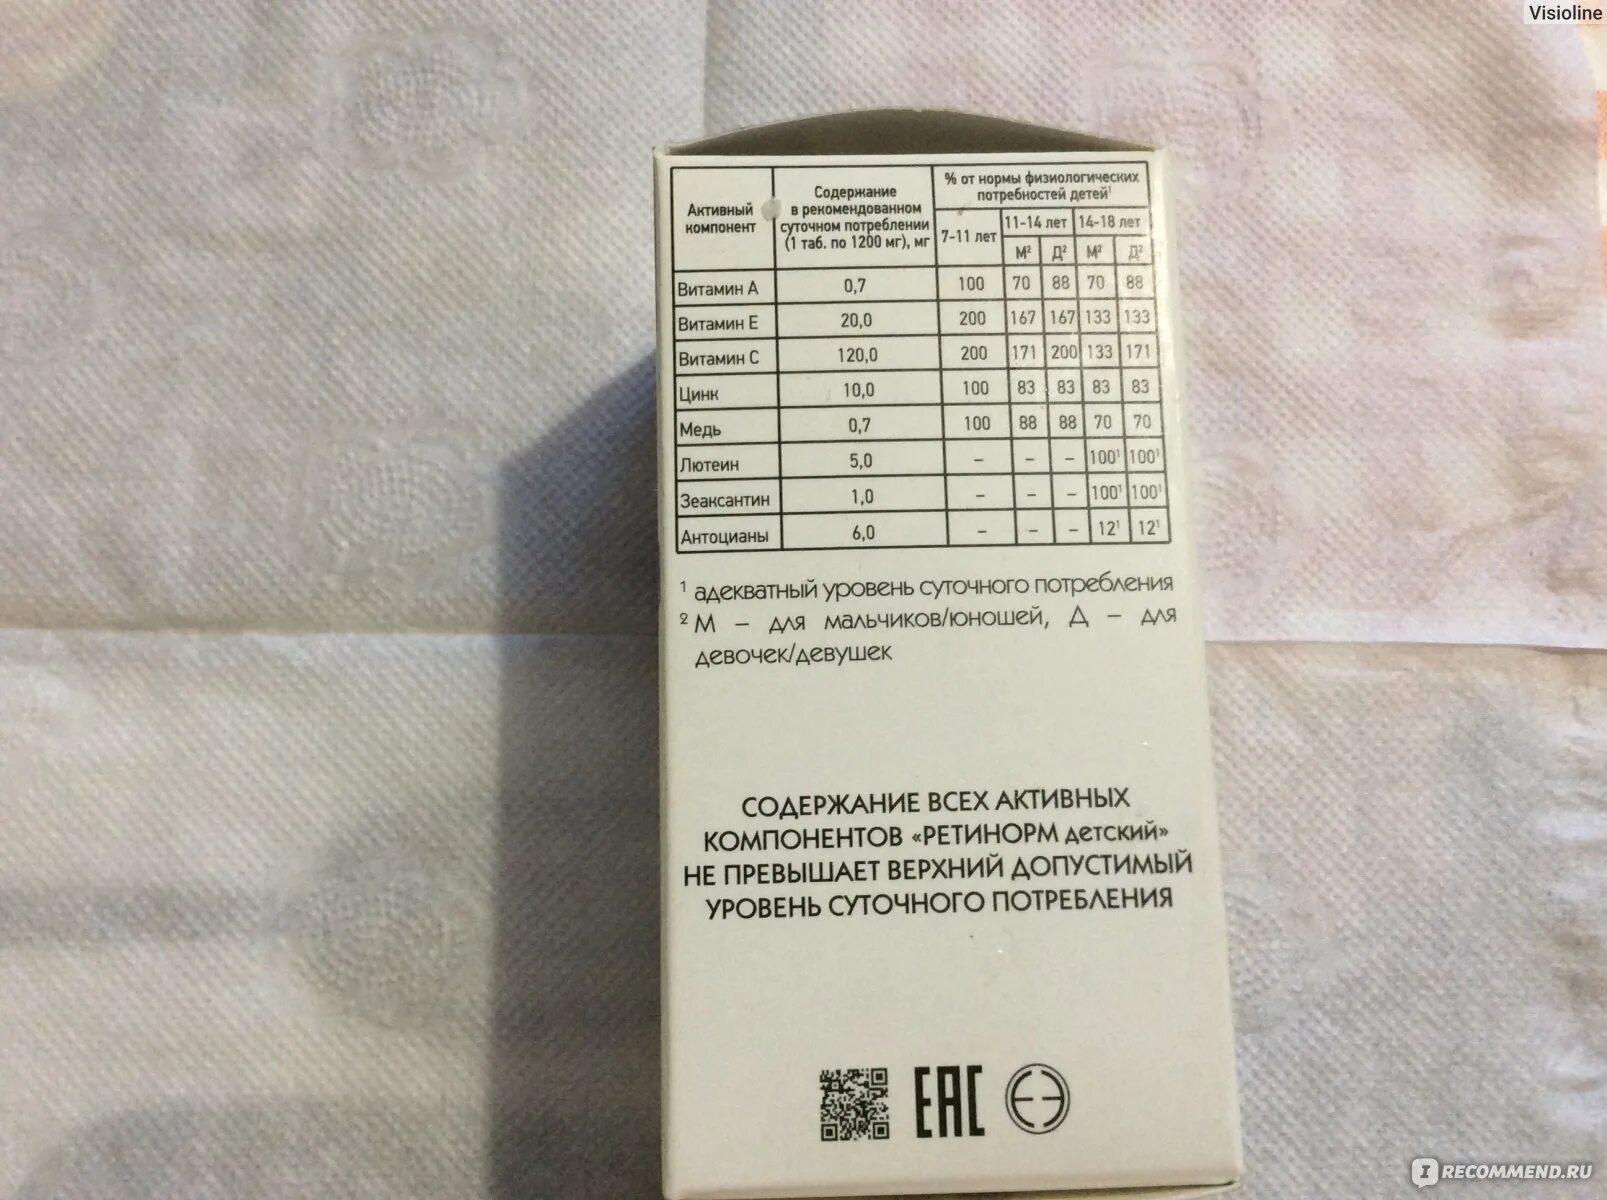 Visioline
Активный компонент | Содержание в рекомендованном суточном потреблении (1 таб. по 1200 мг), мг | % от нормы физиологических потребностей детей¹
7-11 лет | 11-14 лет | 14-18 лет
М² | Д² | М² | Д²
Витамин А | 0,7 | 100 | 70 | 88 | 70 | 88
Витамин Е | 20,0 | 200 | 167 | 167 | 133 | 133
Витамин С | 120,0 | 200 | 171 | 200 | 133 | 171
Цинк | 10,0 | 100 | 83 | 83 | 83 | 83
Медь | 0,7 | 100 | 88 | 88 | 70 | 70
Лютеин | 5,0 | – | – | – | 100¹ | 100¹
Зеаксантин | 1,0 | – | – | – | 100¹ | 100¹
Антоцианы | 6,0 | – | – | – | 12¹ | 12¹
¹ адекватный уровень суточного потребления
² М – для мальчиков/юношей, Д – для
девочек/девушек
СОДЕРЖАНИЕ ВСЕХ АКТИВНЫХ
КОМПОНЕНТОВ «РЕТИНОРМ детский»
НЕ ПРЕВЫШАЕТ ВЕРХНИЙ ДОПУСТИМЫЙ
УРОВЕНЬ СУТОЧНОГО ПОТРЕБЛЕНИЯ
EAC
IRECOMMEND.RU